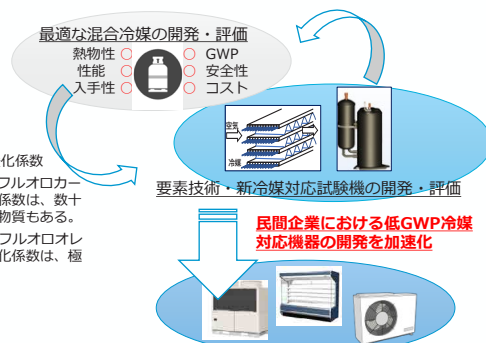 最適な混合冷媒の開発・評価
熱物性 ○ ○ GWP
性能 ○ ○ 安全性
入手性 ○ ○ コスト
空気
冷媒
化係数
フルオロカー
係数は、数十
物質もある。
フルオロオレ
化係数は、極
要素技術・新冷媒対応試験機の開発・評価
民間企業における低GWP冷媒
対応機器の開発を加速化